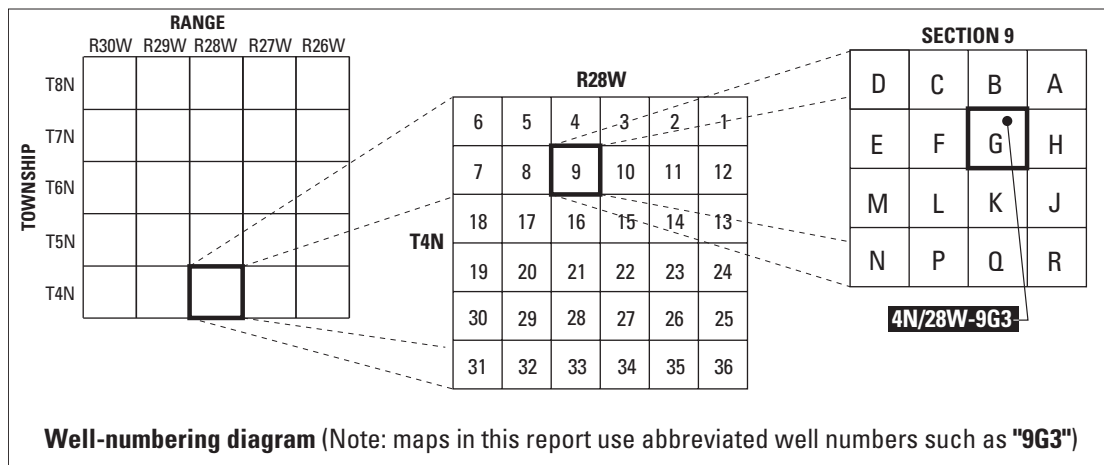 RANGE
R30W R29W R28W R27W R26W
TOWNSHIP
T8N
T7N
T6N
T5N
T4N
R28W
T4N
6 5 4 3 2 1
7 8 9 10 11 12
18 17 16 15 14 13
19 20 21 22 23 24
30 29 28 27 26 25
31 32 33 34 35 36
SECTION 9
D C B A
E F G H
M L K J
N P Q R
4N/28W-9G3
Well-numbering diagram (Note: maps in this report use abbreviated well numbers such as "9G3")